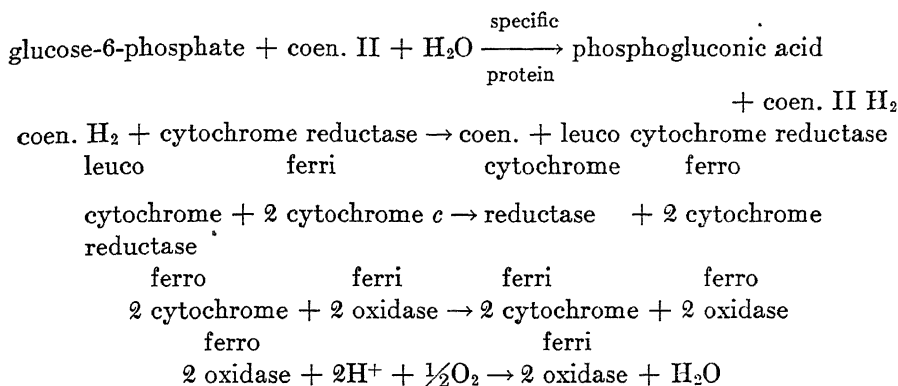 specific
glucose-6-phosphate + coen. II + H₂O → phosphogluconic acid
protein
+ coen. II H₂
coen. H₂ + cytochrome reductase → coen. + leuco cytochrome reductase
leuco ferri cytochrome ferro
cytochrome + 2 cytochrome c → reductase + 2 cytochrome
reductase
ferro ferri ferri ferro
2 cytochrome + 2 oxidase → 2 cytochrome + 2 oxidase
ferro ferri
2 oxidase + 2H⁺ + ½O₂ → 2 oxidase + H₂O